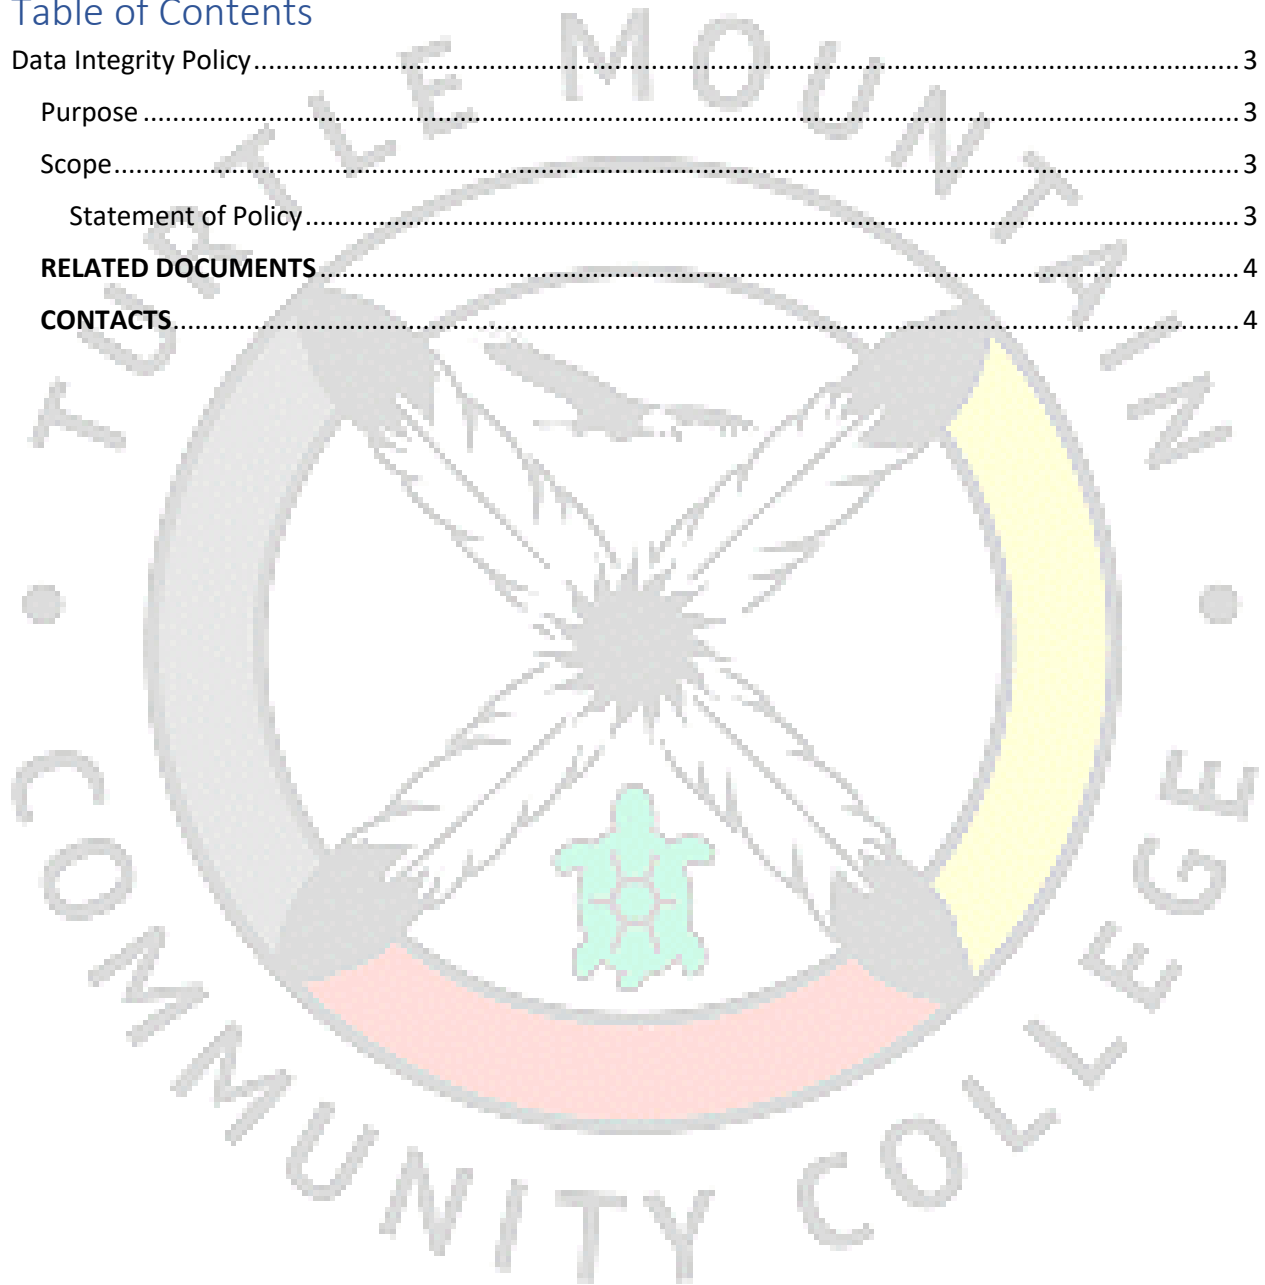 Table of Contents
Data Integrity Policy........................................ 3
Purpose........................................ 3
Scope........................................ 3
Statement of Policy........................................ 3
RELATED DOCUMENTS........................................ 4
CONTACTS........................................ 4
TURTLE MOUNTAIN
COMMUNITY COLLEGE